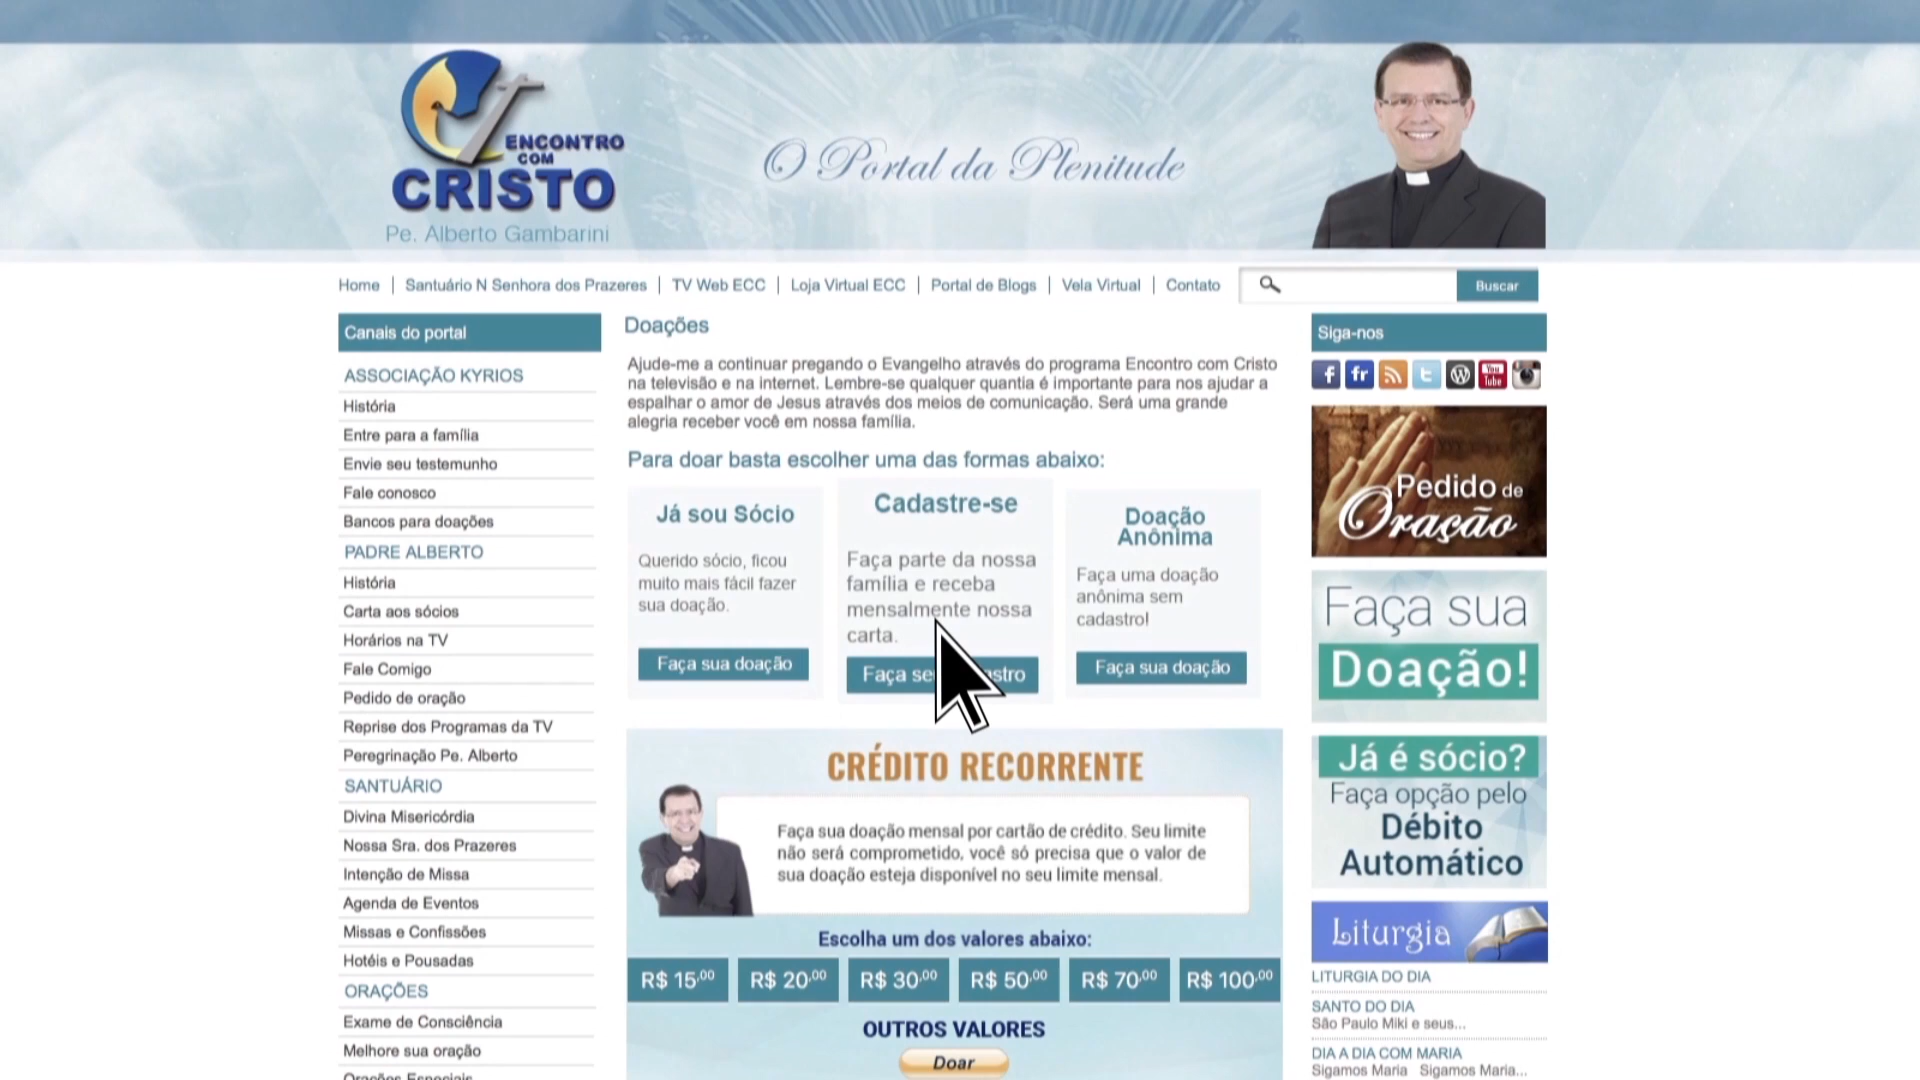 ENCONTRO
COM
CRISTO
Pe. Alberto Gambarini
O Portal da Plenitude
Home | Santuário N Senhora dos Prazeres | TV Web ECC | Loja Virtual ECC | Portal de Blogs | Vela Virtual | Contato
Buscar
Canais do portal
ASSOCIAÇÃO KYRIOS
História
Entre para a família
Envie seu testemunho
Fale conosco
Bancos para doações
PADRE ALBERTO
História
Carta aos sócios
Horários na TV
Fale Comigo
Pedido de oração
Reprise dos Programas da TV
Peregrinação Pe. Alberto
SANTUÁRIO
Divina Misericórdia
Nossa Sra. dos Prazeres
Intenção de Missa
Agenda de Eventos
Missas e Confissões
Hotéis e Pousadas
ORAÇÕES
Exame de Consciência
Melhore sua oração
Orações Especiais
Doações
Ajude-me a continuar pregando o Evangelho através do programa Encontro com Cristo
na televisão e na internet. Lembre-se qualquer quantia é importante para nos ajudar a
espalhar o amor de Jesus através dos meios de comunicação. Será uma grande
alegria receber você em nossa família.
Para doar basta escolher uma das formas abaixo:
Já sou Sócio
Querido sócio, ficou
muito mais fácil fazer
sua doação.
Faça sua doação
Cadastre-se
Faça parte da nossa
família e receba
mensalmente nossa
carta.
Faça
Doação
Anônima
Faça uma doação
anônima sem
cadastro!
Faça sua doação
CRÉDITO RECORRENTE
Faça sua doação mensal por cartão de crédito. Seu limite
não será comprometido, você só precisa que o valor de
sua doação esteja disponível no seu limite mensal.
Escolha um dos valores abaixo:
R$ 15,00 R$ 20,00 R$ 30,00 R$ 50,00 R$ 70,00 R$ 100,00
OUTROS VALORES
Doar
Siga-nos
f fr t W You Tube
Pedido de
Oração
Faça sua
Doação!
Já é sócio?
Faça opção pelo
Débito
Automático
Liturgia
LITURGIA DO DIA
SANTO DO DIA
São Paulo Miki e seus...
DIA A DIA COM MARIA
Sigamos Maria Sigamos Maria...